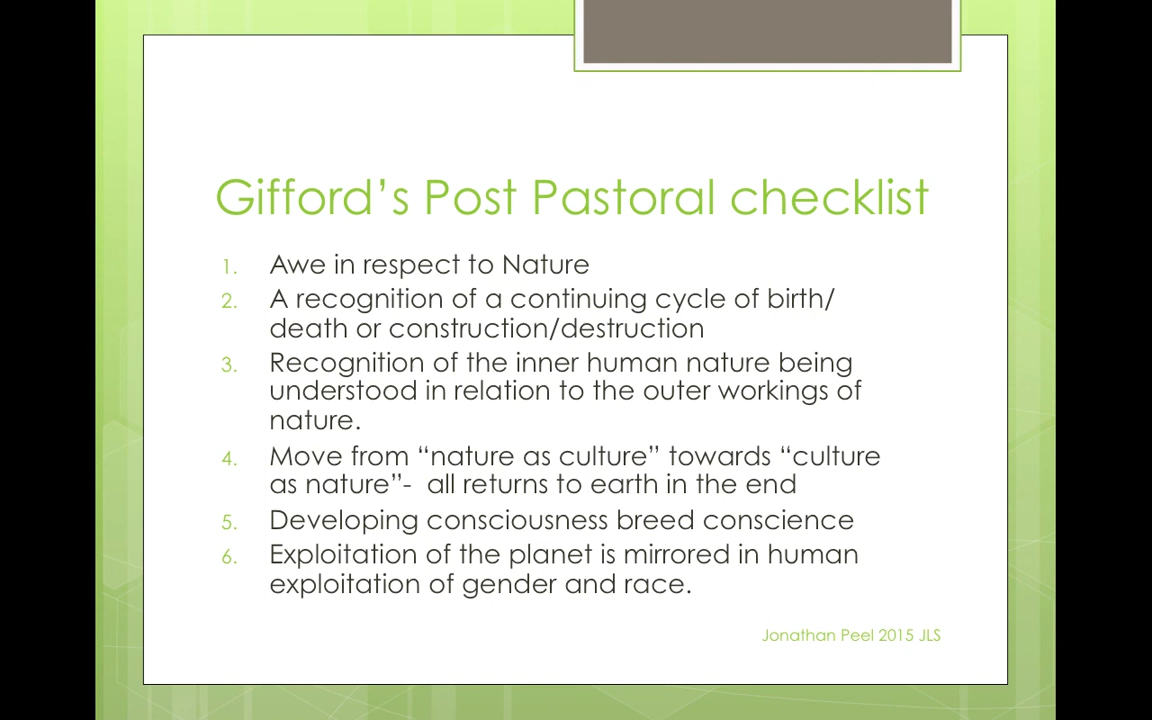 Gifford’s Post Pastoral checklist
1. Awe in respect to Nature
2. A recognition of a continuing cycle of birth/
death or construction/destruction
3. Recognition of the inner human nature being
understood in relation to the outer workings of
nature.
4. Move from “nature as culture” towards “culture
as nature”- all returns to earth in the end
5. Developing consciousness breed conscience
6. Exploitation of the planet is mirrored in human
exploitation of gender and race.
Jonathan Peel 2015 JLS